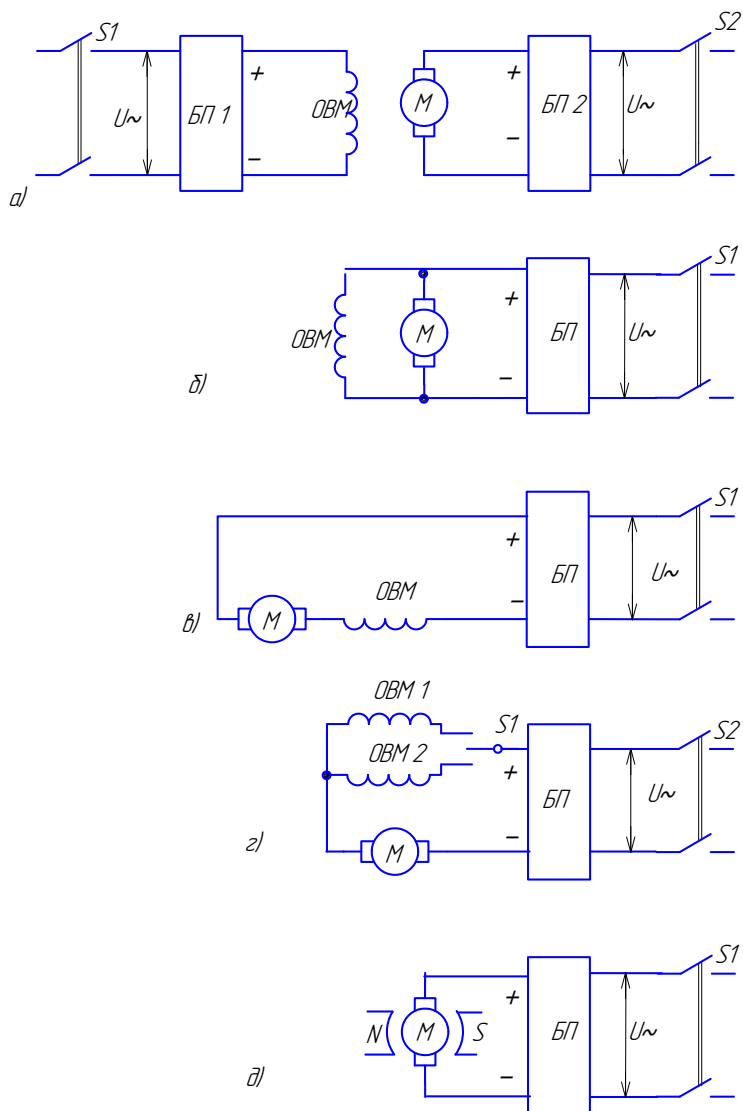 S1 S2
+ +
U~ БП 1 ОВМ М БП 2 U~
− −
а)
S1
+
ОВМ М БП U~
−
б)
S1
+
ОВМ БП U~
−
в) М
ОВМ 1
S1 S2
ОВМ 2
+
БП U~
−
г) М
S1
+
N М S БП U~
−
д)